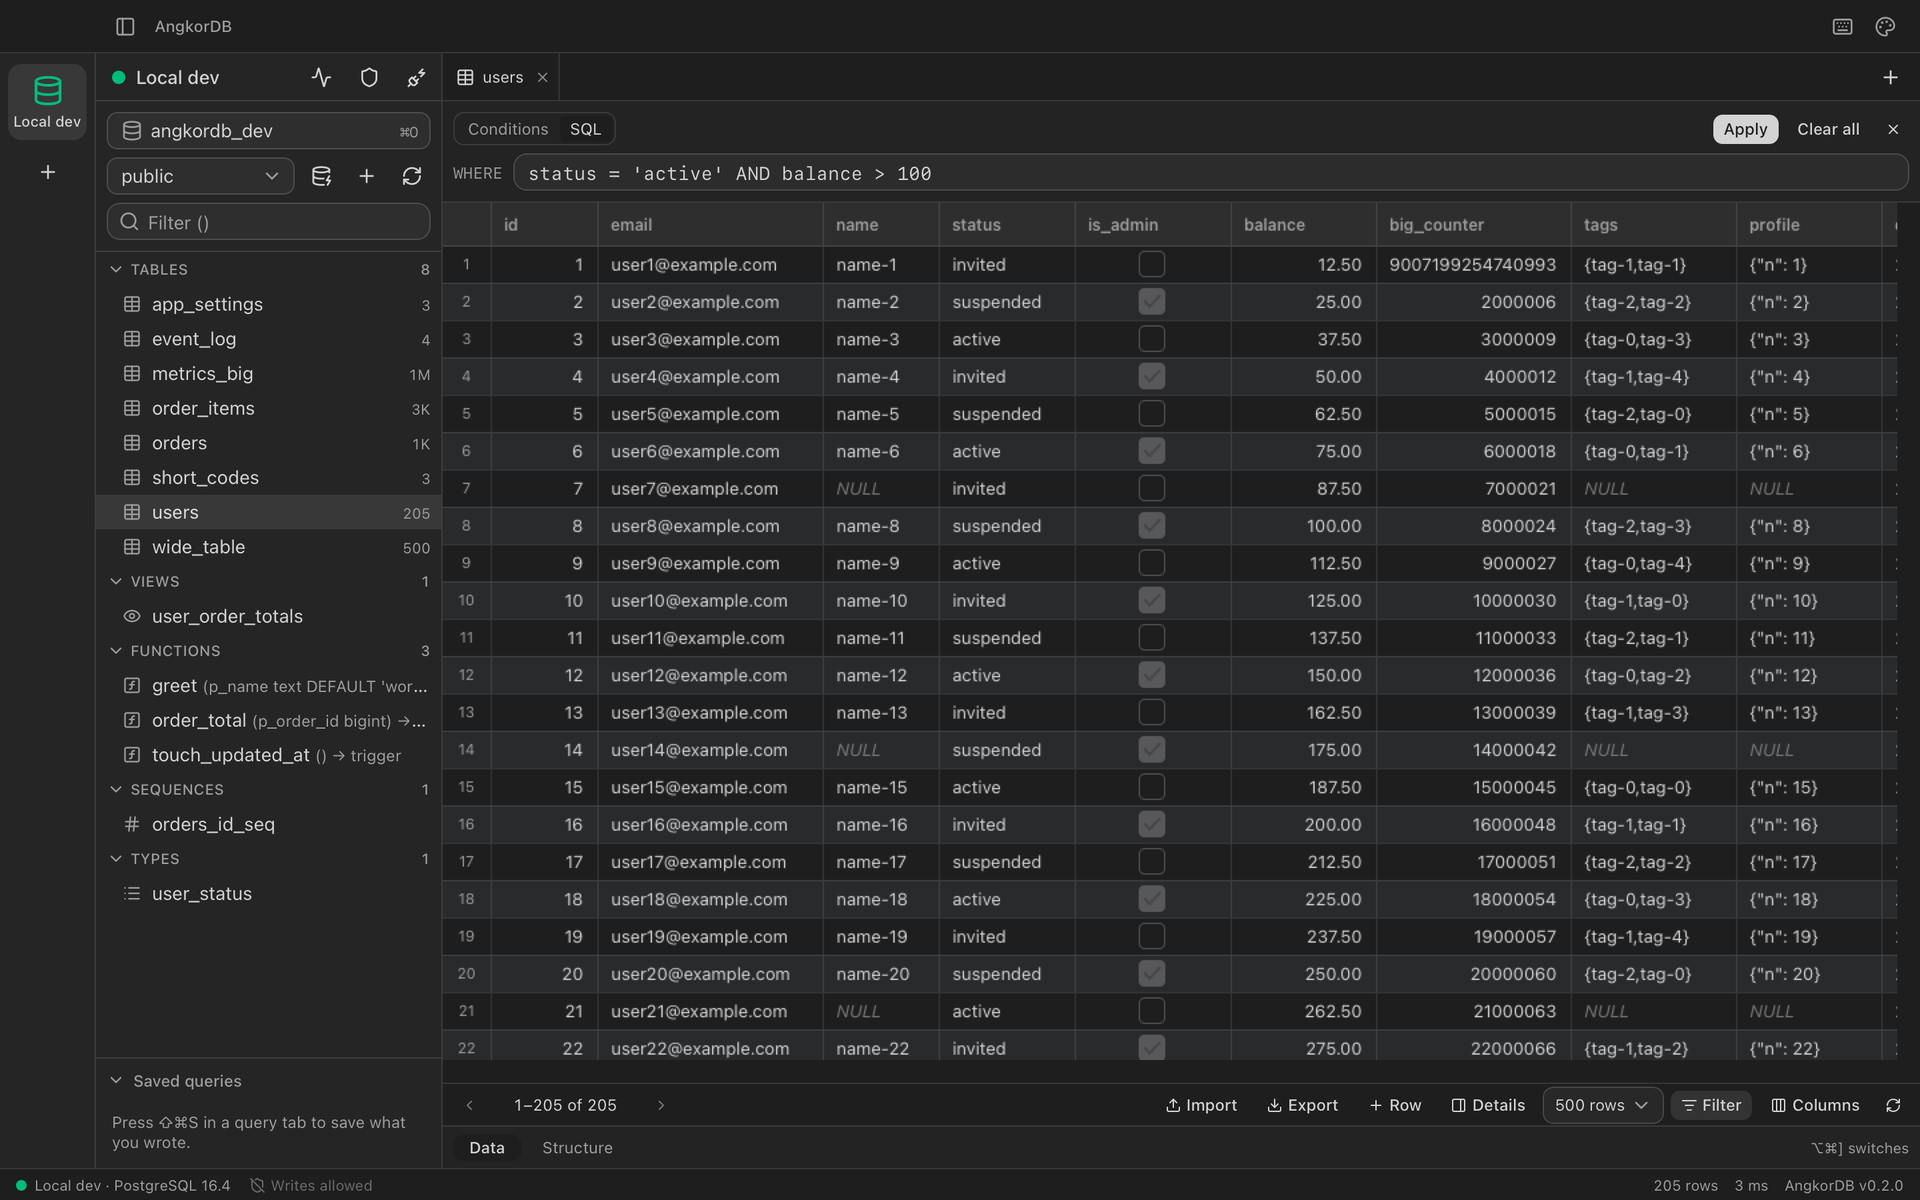 AngkorDB
Local dev
Local dev
angkordb_dev ⌘O
public
Filter ()
TABLES 8
app_settings 3
event_log 4
metrics_big 1M
order_items 3K
orders 1K
short_codes 3
users 205
wide_table 500
VIEWS 1
user_order_totals
FUNCTIONS 3
greet (p_name text DEFAULT 'wor...
order_total (p_order_id bigint) →...
touch_updated_at () → trigger
SEQUENCES 1
orders_id_seq
TYPES 1
user_status
Saved queries
Press ⇧⌘S in a query tab to save what
you wrote.
users
Conditions SQL Apply Clear all
WHERE status = 'active' AND balance > 100
id email name status is_admin balance big_counter tags profile
1 1 user1@example.com name-1 invited 12.50 9007199254740993 {tag-1,tag-1} {"n": 1}
2 2 user2@example.com name-2 suspended 25.00 2000006 {tag-2,tag-2} {"n": 2}
3 3 user3@example.com name-3 active 37.50 3000009 {tag-0,tag-3} {"n": 3}
4 4 user4@example.com name-4 invited 50.00 4000012 {tag-1,tag-4} {"n": 4}
5 5 user5@example.com name-5 suspended 62.50 5000015 {tag-2,tag-0} {"n": 5}
6 6 user6@example.com name-6 active 75.00 6000018 {tag-0,tag-1} {"n": 6}
7 7 user7@example.com NULL invited 87.50 7000021 NULL NULL
8 8 user8@example.com name-8 suspended 100.00 8000024 {tag-2,tag-3} {"n": 8}
9 9 user9@example.com name-9 active 112.50 9000027 {tag-0,tag-4} {"n": 9}
10 10 user10@example.com name-10 invited 125.00 10000030 {tag-1,tag-0} {"n": 10}
11 11 user11@example.com name-11 suspended 137.50 11000033 {tag-2,tag-1} {"n": 11}
12 12 user12@example.com name-12 active 150.00 12000036 {tag-0,tag-2} {"n": 12}
13 13 user13@example.com name-13 invited 162.50 13000039 {tag-1,tag-3} {"n": 13}
14 14 user14@example.com NULL suspended 175.00 14000042 NULL NULL
15 15 user15@example.com name-15 active 187.50 15000045 {tag-0,tag-0} {"n": 15}
16 16 user16@example.com name-16 invited 200.00 16000048 {tag-1,tag-1} {"n": 16}
17 17 user17@example.com name-17 suspended 212.50 17000051 {tag-2,tag-2} {"n": 17}
18 18 user18@example.com name-18 active 225.00 18000054 {tag-0,tag-3} {"n": 18}
19 19 user19@example.com name-19 invited 237.50 19000057 {tag-1,tag-4} {"n": 19}
20 20 user20@example.com name-20 suspended 250.00 20000060 {tag-2,tag-0} {"n": 20}
21 21 user21@example.com NULL active 262.50 21000063 NULL NULL
22 22 user22@example.com name-22 invited 275.00 22000066 {tag-1,tag-2} {"n": 22}
1–205 of 205 Import Export + Row Details 500 rows Filter Columns
Data Structure ⌥⌘] switches
Local dev · PostgreSQL 16.4 Writes allowed 205 rows 3 ms AngkorDB v0.2.0